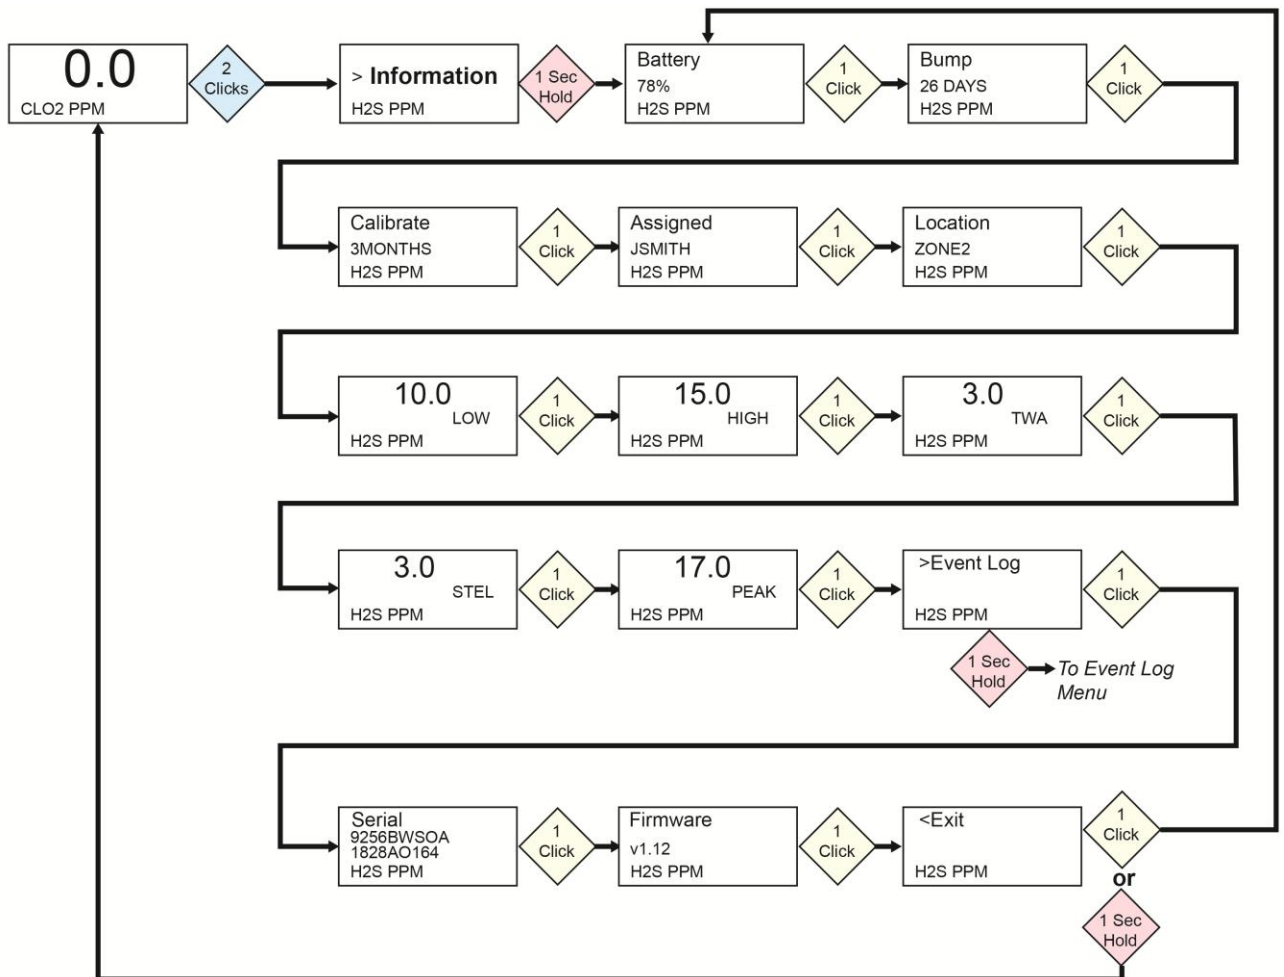 0.0
CLO2 PPM
2
Clicks
> Information
H2S PPM
1 Sec
Hold
Battery
78%
H2S PPM
1
Click
Bump
26 DAYS
H2S PPM
1
Click
Calibrate
3MONTHS
H2S PPM
1
Click
Assigned
JSMITH
H2S PPM
1
Click
Location
ZONE2
H2S PPM
1
Click
10.0
LOW
H2S PPM
1
Click
15.0
HIGH
H2S PPM
1
Click
3.0
TWA
H2S PPM
1
Click
3.0
STEL
H2S PPM
1
Click
17.0
PEAK
H2S PPM
1
Click
>Event Log
H2S PPM
1
Click
1 Sec
Hold
To Event Log
Menu
Serial
9256BWSOA
1828AO164
H2S PPM
1
Click
Firmware
v1.12
H2S PPM
1
Click
<Exit
H2S PPM
1
Click
or
1 Sec
Hold